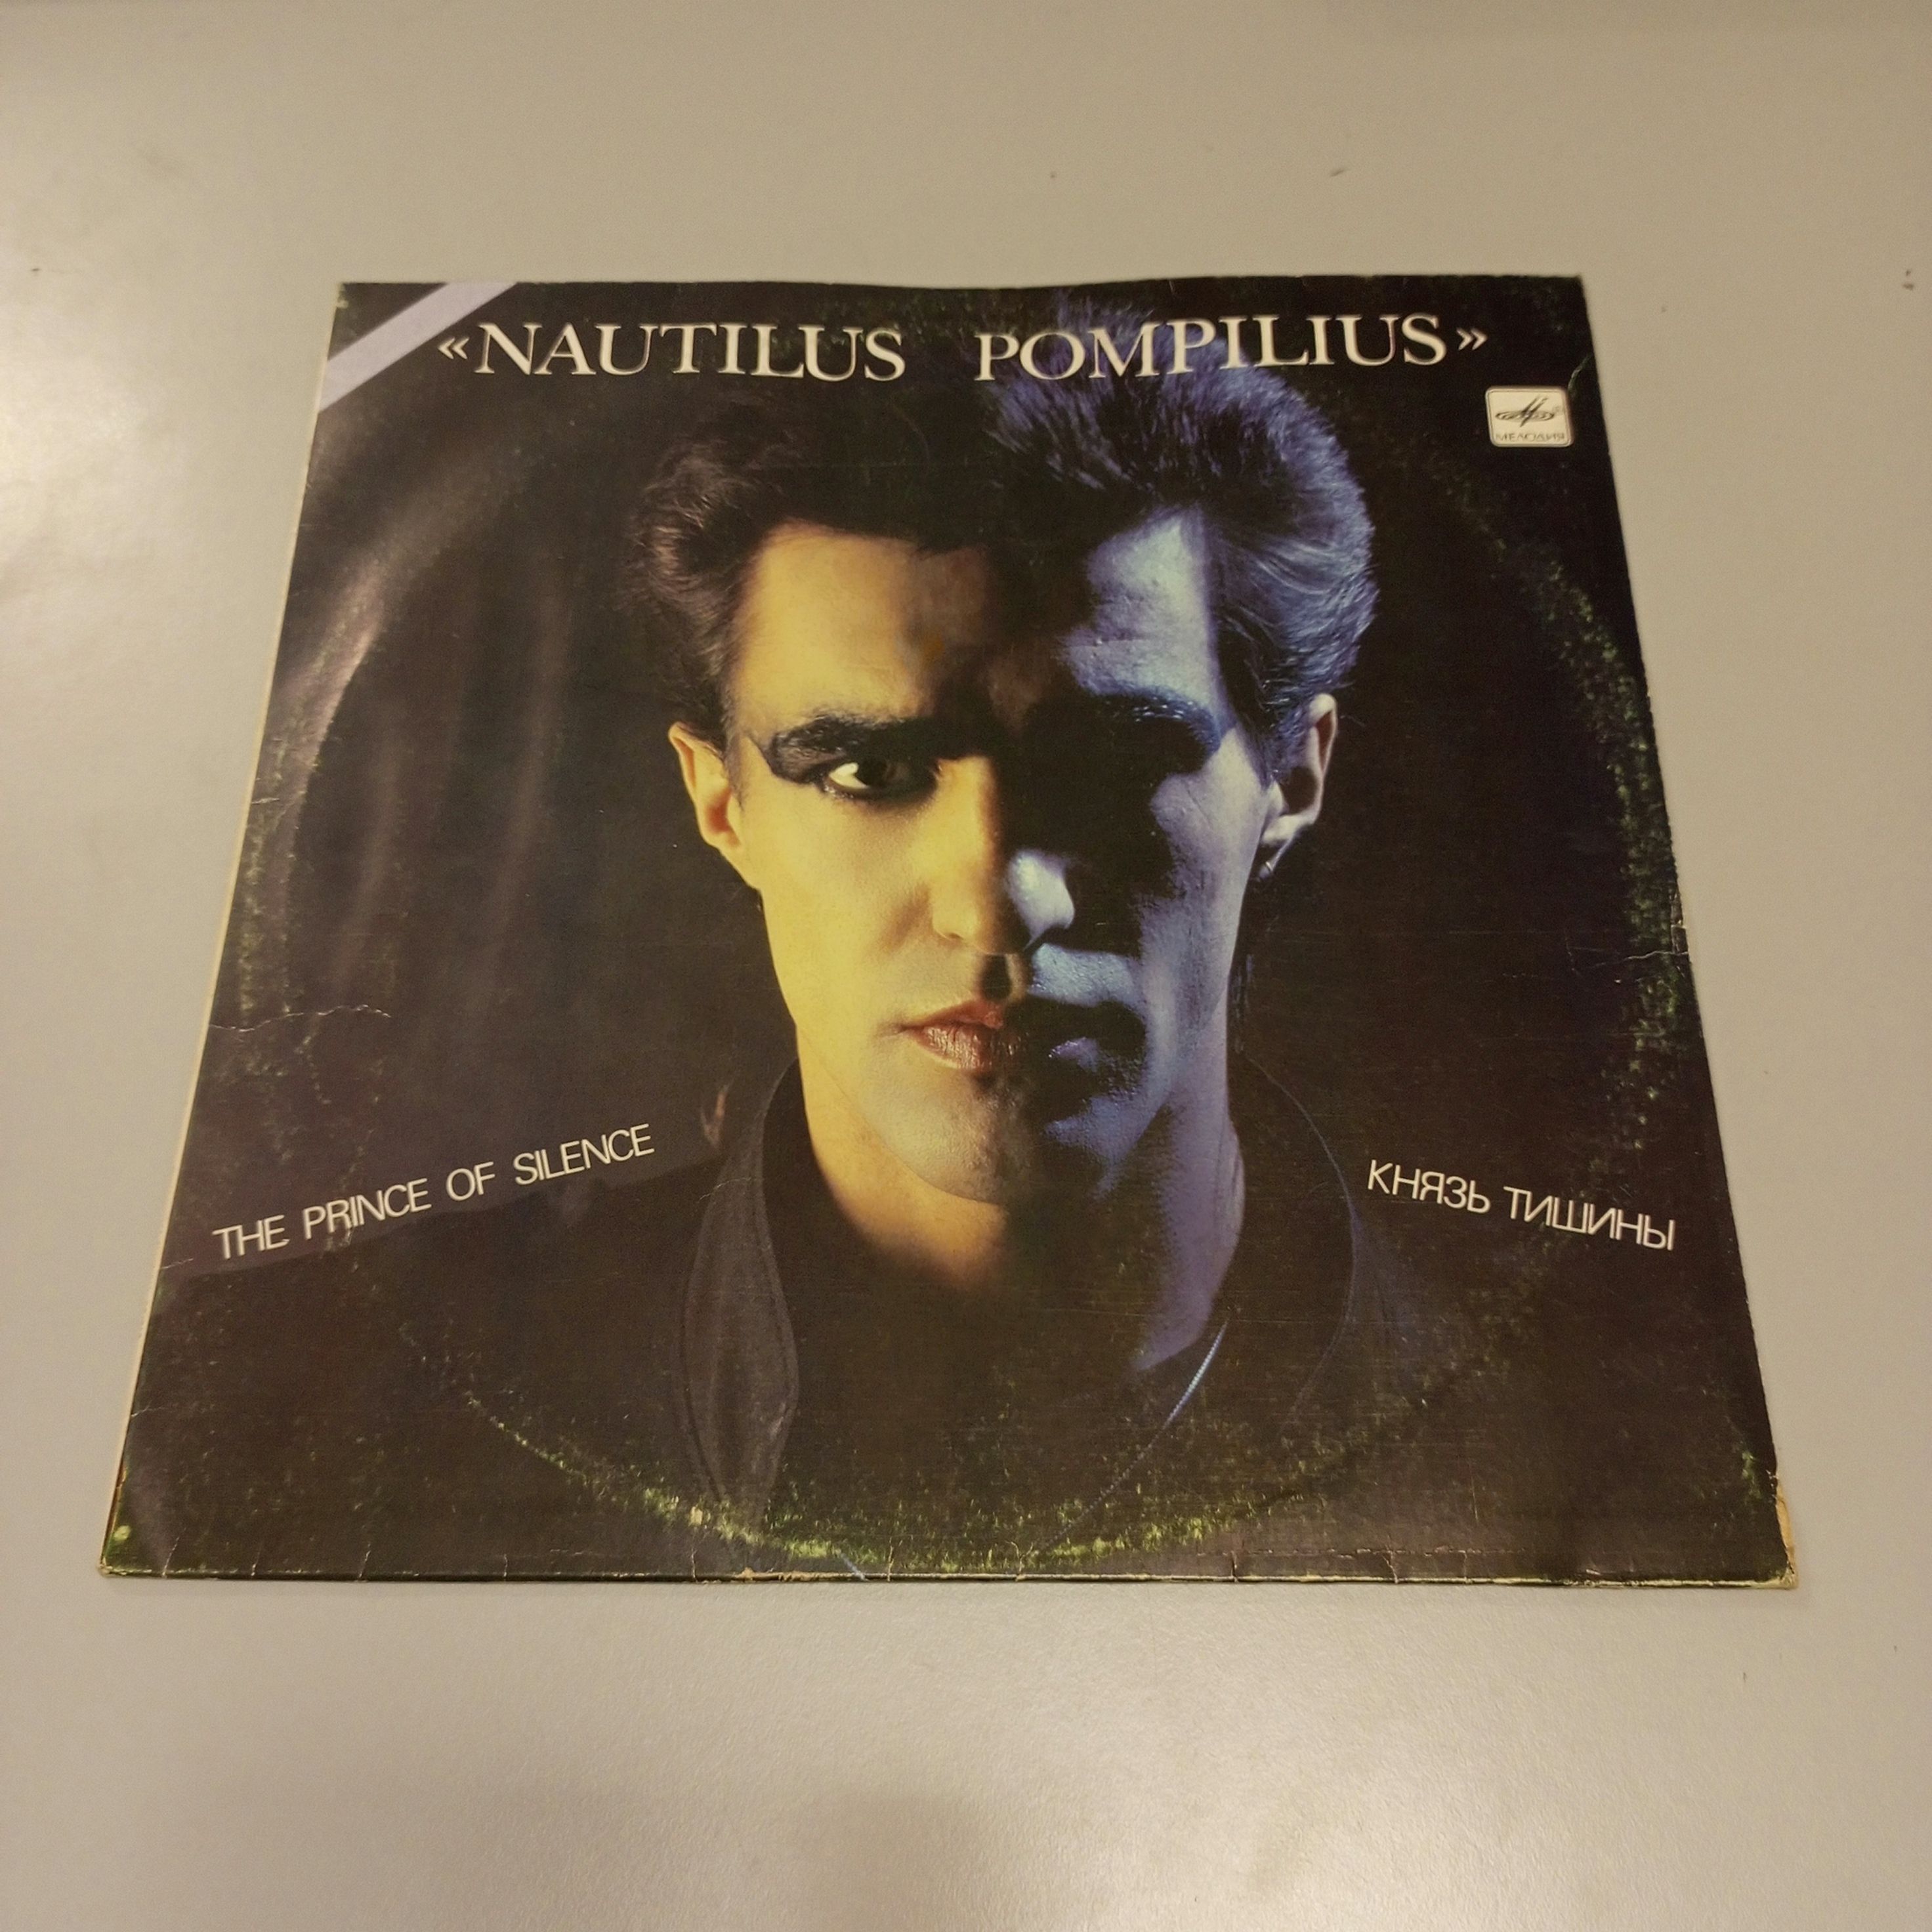 «NAUTILUS POMPILIUS»
МЕЛОДИЯ
THE PRINCE OF SILENCE
КНЯЗЬ ТИШИНЫ